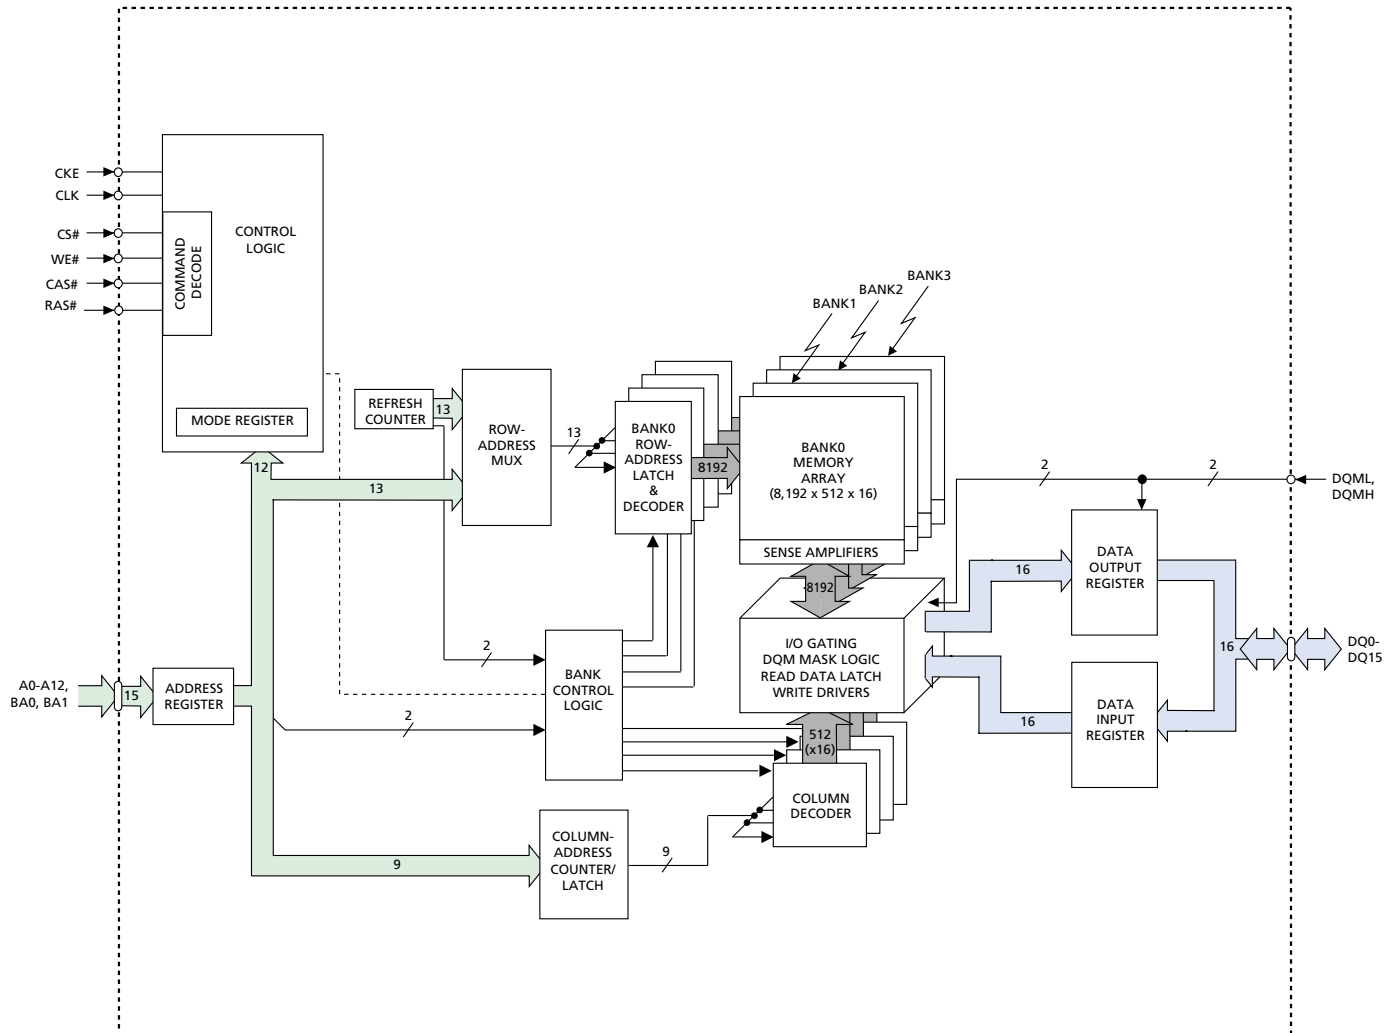 CKE
CLK
CS#
WE#
CAS#
RAS#
COMMAND
DECODE
CONTROL
LOGIC
MODE REGISTER
12
BANK3
BANK2
BANK1
REFRESH
COUNTER
13
ROW-
ADDRESS
MUX
13
13
BANK0
ROW-
ADDRESS
LATCH
&
DECODER
8192
BANK0
MEMORY
ARRAY
(8,192 x 512 x 16)
SENSE AMPLIFIERS
8192
2
2
DQML,
DQMH
16
DATA
OUTPUT
REGISTER
I/O GATING
DQM MASK LOGIC
READ DATA LATCH
WRITE DRIVERS
16
DQ0-
DQ15
16
DATA
INPUT
REGISTER
A0-A12,
BA0, BA1
15
ADDRESS
REGISTER
2
2
BANK
CONTROL
LOGIC
512
(x16)
COLUMN
DECODER
9
COLUMN-
ADDRESS
COUNTER/
LATCH
9